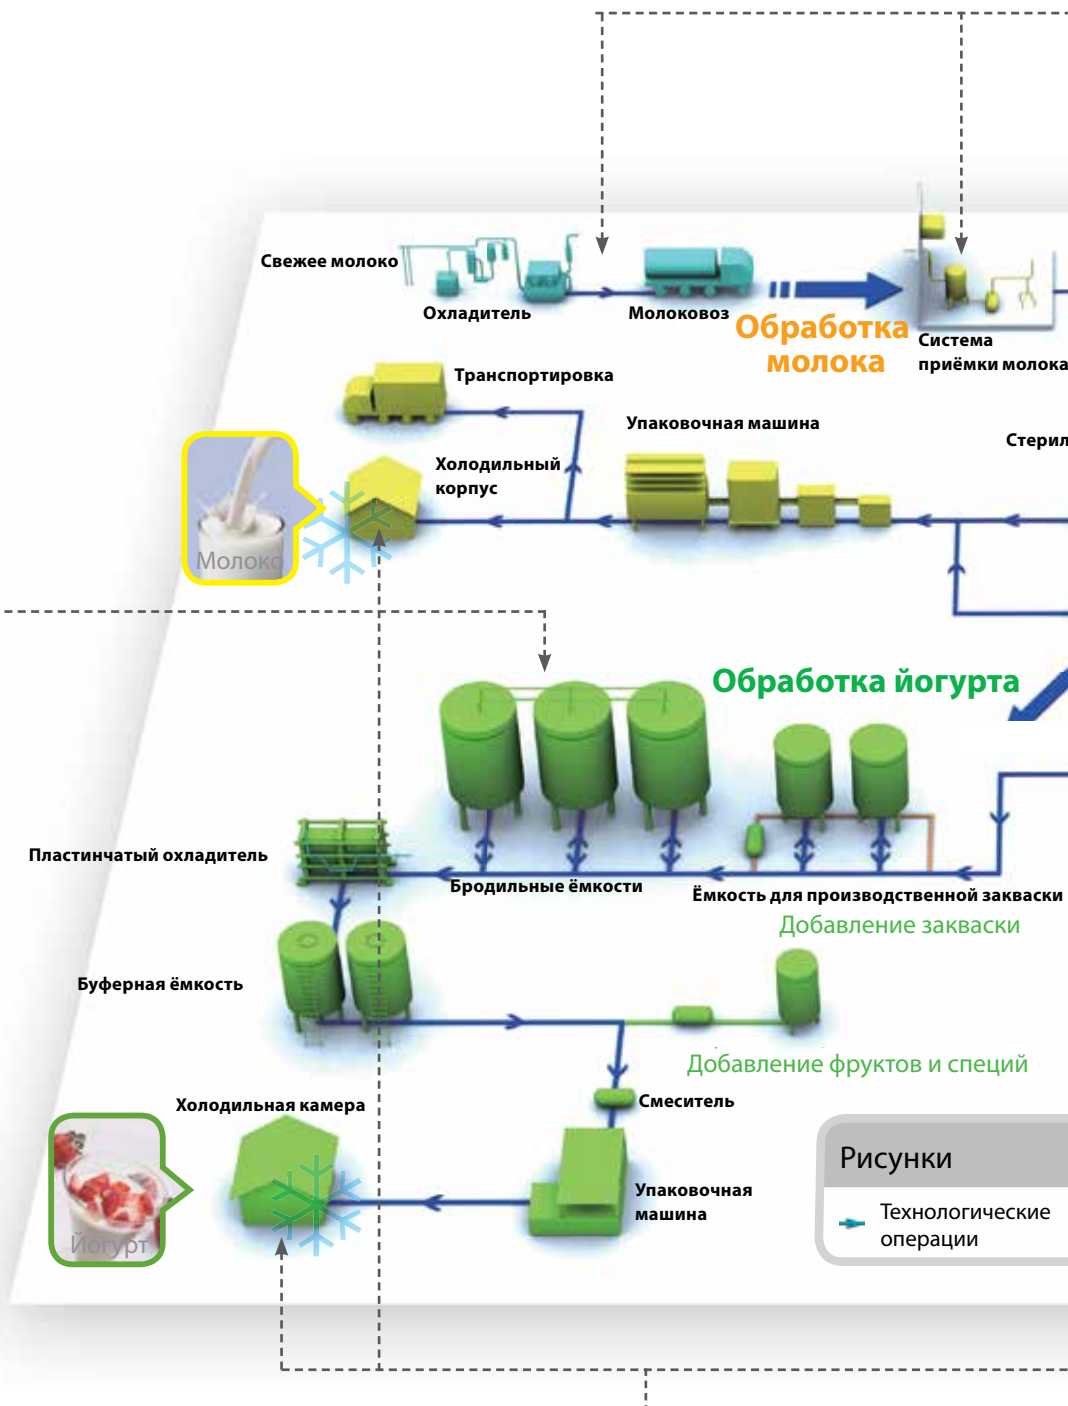 Свежее молоко
Охладитель
Молоковоз
Обработка
молока
Система
приёмки молока
Транспортировка
Упаковочная машина
Стерил
Холодильный
корпус
Молоко
Обработка йогурта
Пластинчатый охладитель
Бродильные ёмкости
Ёмкость для производственной закваски
Добавление закваски
Буферная ёмкость
Добавление фруктов и специй
Холодильная камера
Смеситель
Упаковочная
машина
Йогурт
Рисунки
Технологические
операции